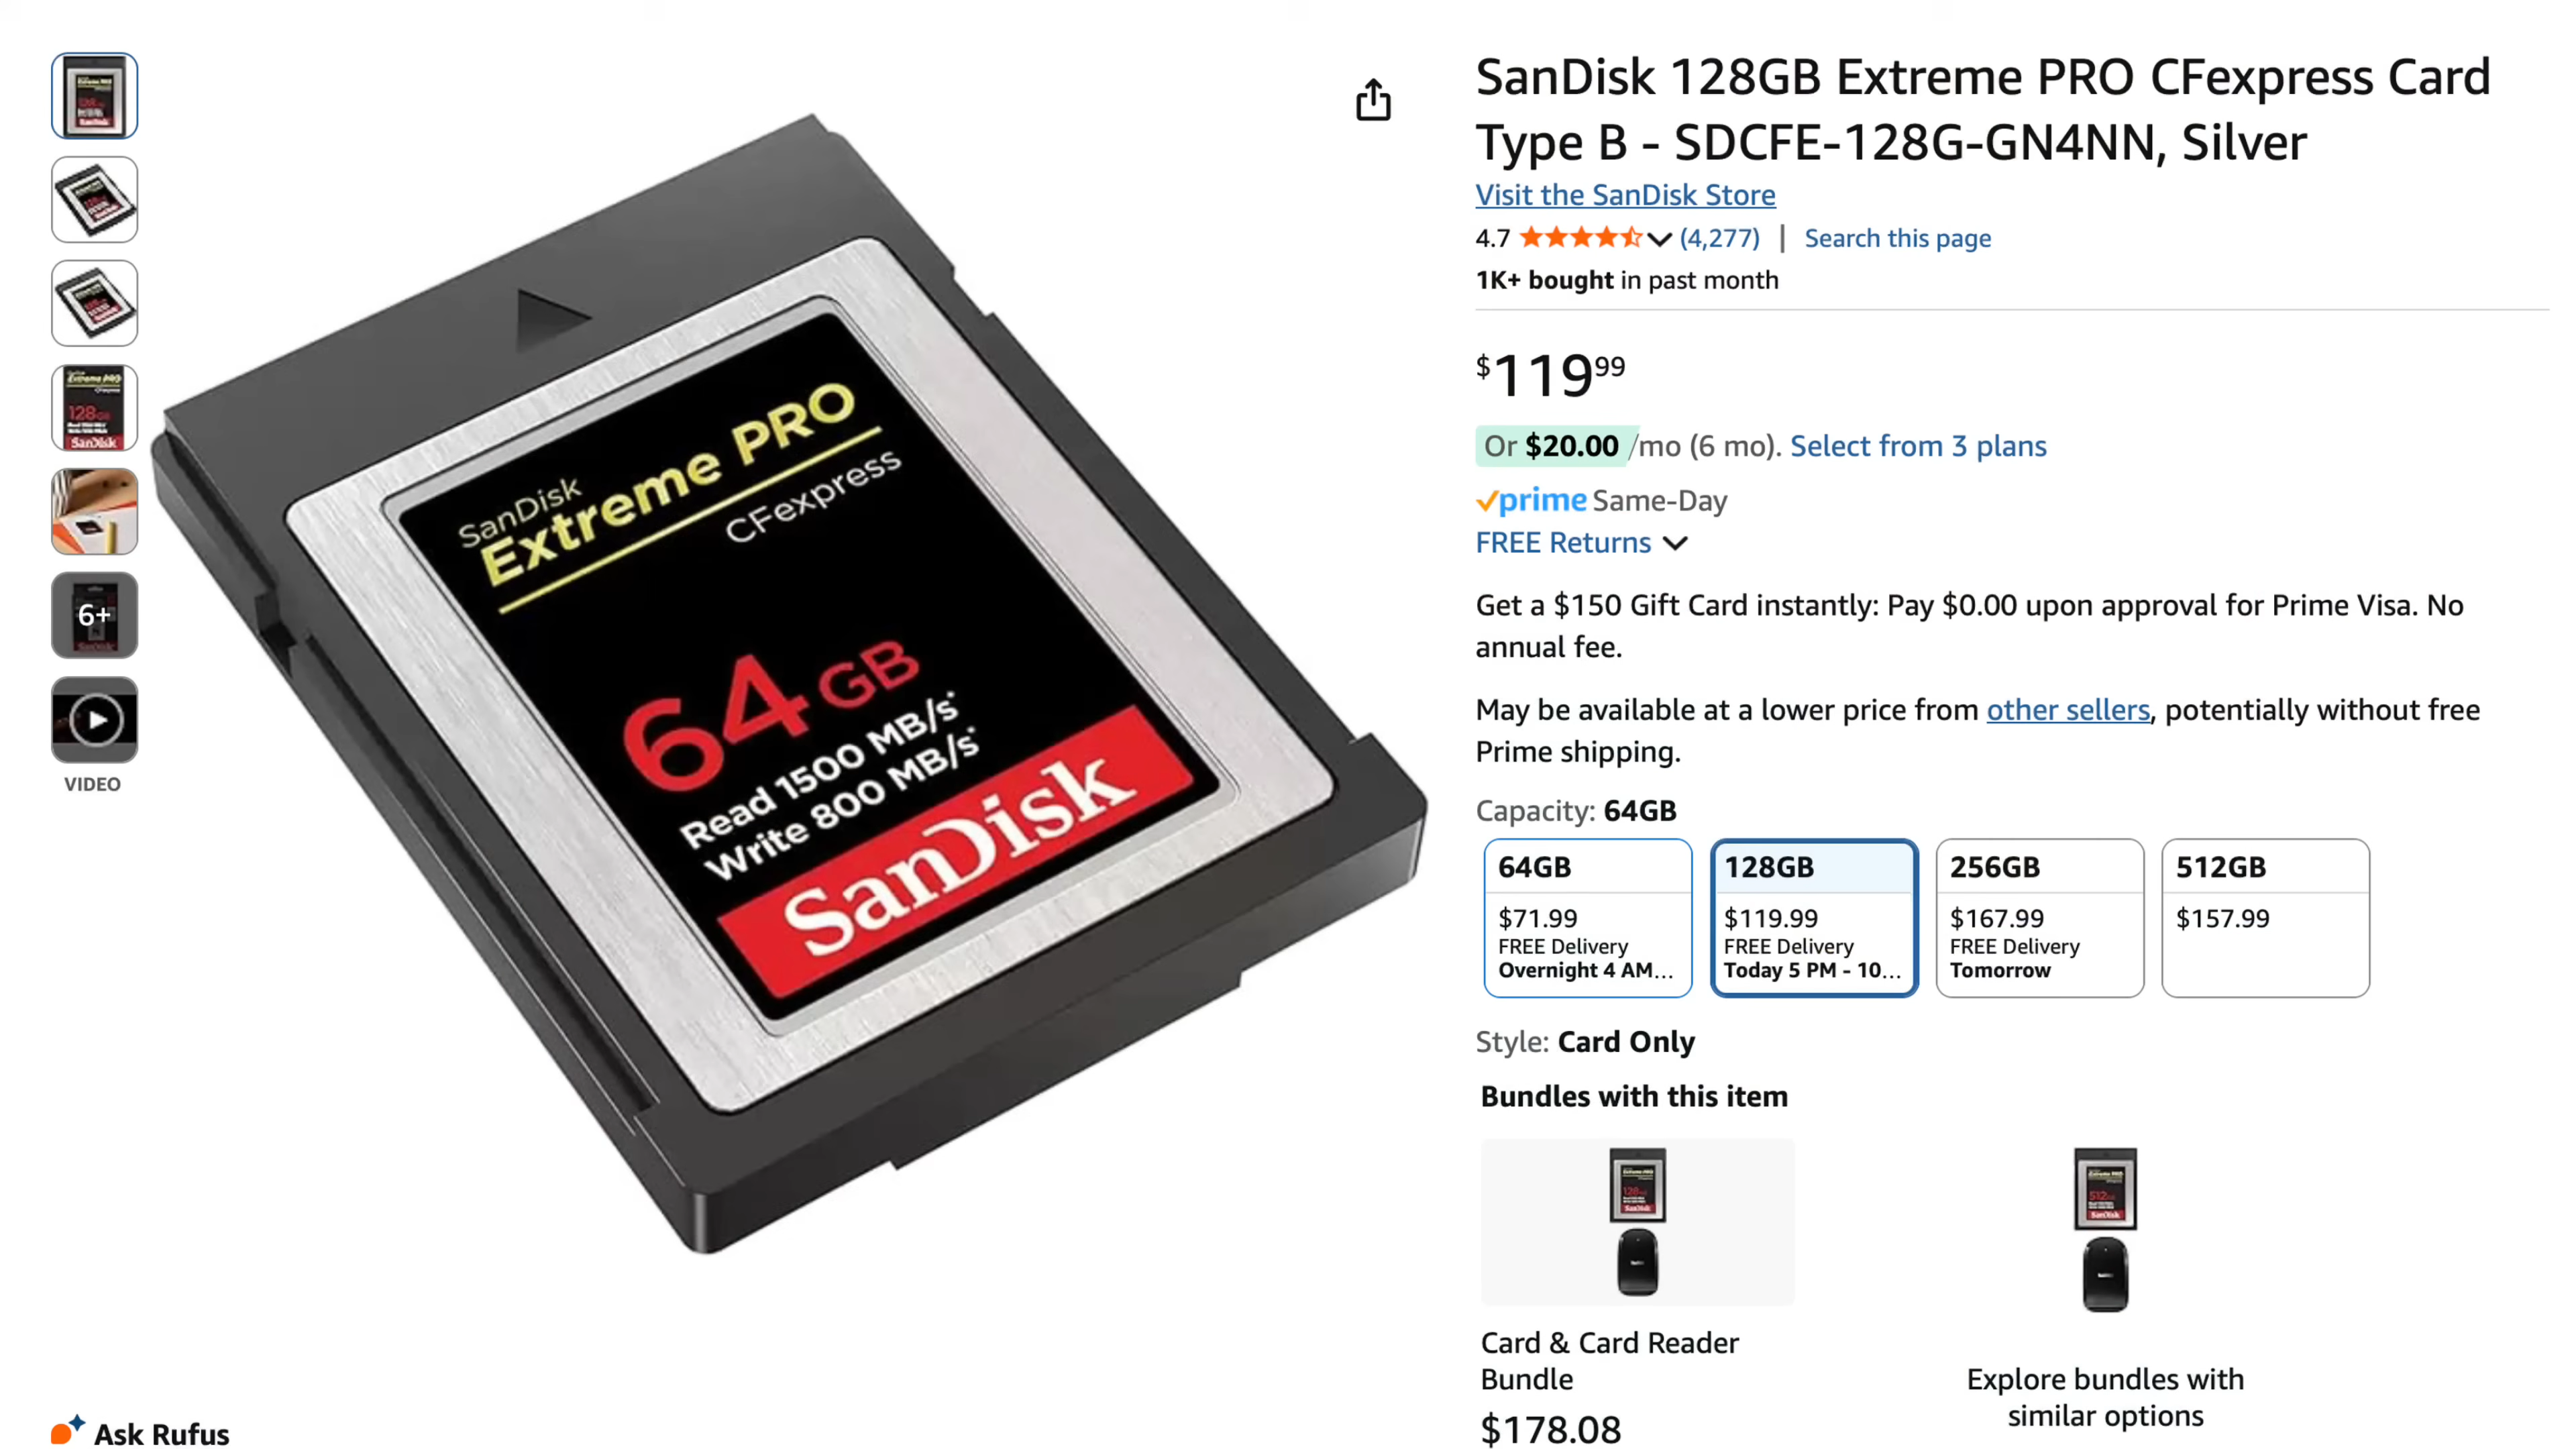 SanDisk 128GB Extreme PRO CFexpress Card
Type B - SDCFE-128G-GN4NN, Silver
Visit the SanDisk Store
4.7 (4,277) | Search this page
1K+ bought in past month
$119.99
Or $20.00 /mo (6 mo). Select from 3 plans
prime Same-Day
FREE Returns
Get a $150 Gift Card instantly: Pay $0.00 upon approval for Prime Visa. No
annual fee.
May be available at a lower price from other sellers, potentially without free
Prime shipping.
Capacity: 64GB
64GB
$71.99
FREE Delivery
Overnight 4 AM...
128GB
$119.99
FREE Delivery
Today 5 PM - 10...
256GB
$167.99
FREE Delivery
Tomorrow
512GB
$157.99
Style: Card Only
Bundles with this item
Card & Card Reader
Bundle
$178.08
Explore bundles with
similar options
SanDisk
Extreme PRO
CFexpress
64GB
Read 1500 MB/s*
Write 800 MB/s*
SanDisk
Extreme PRO
128GB
SanDisk
6+
VIDEO
Ask Rufus